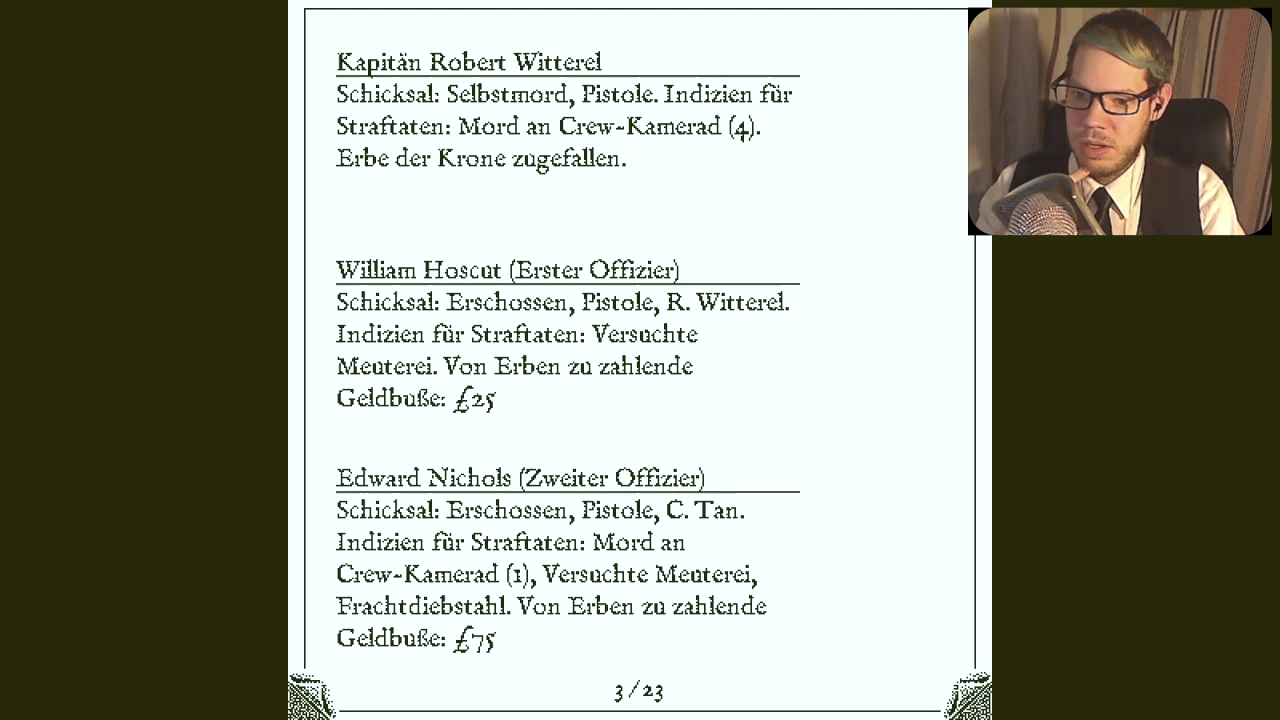 Kapitän Robert Witterel
Schicksal: Selbstmord, Pistole. Indizien für
Straftaten: Mord an Crew-Kamerad (4).
Erbe der Krone zugefallen.
William Hoscut (Erster Offizier)
Schicksal: Erschossen, Pistole, R. Witterel.
Indizien für Straftaten: Versuchte
Meuterei. Von Erben zu zahlende
Geldbuße: £25
Edward Nichols (Zweiter Offizier)
Schicksal: Erschossen, Pistole, C. Tan.
Indizien für Straftaten: Mord an
Crew-Kamerad (1), Versuchte Meuterei,
Frachtdiebstahl. Von Erben zu zahlende
Geldbuße: £75
3/23